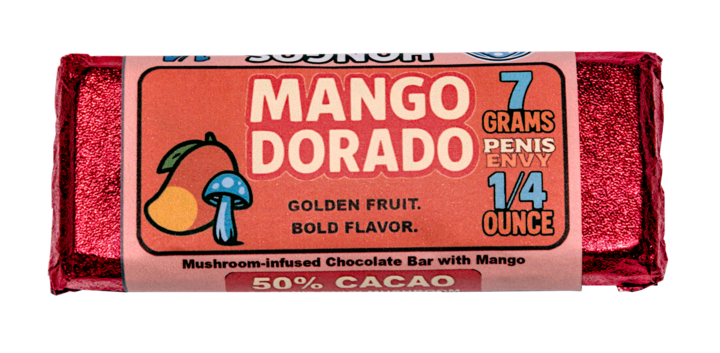 MANGO
DORADO
GOLDEN FRUIT.
BOLD FLAVOR.
7
GRAMS
PENIS
ENVY
1/4
OUNCE
Mushroom-infused Chocolate Bar with Mango
50% CACAO